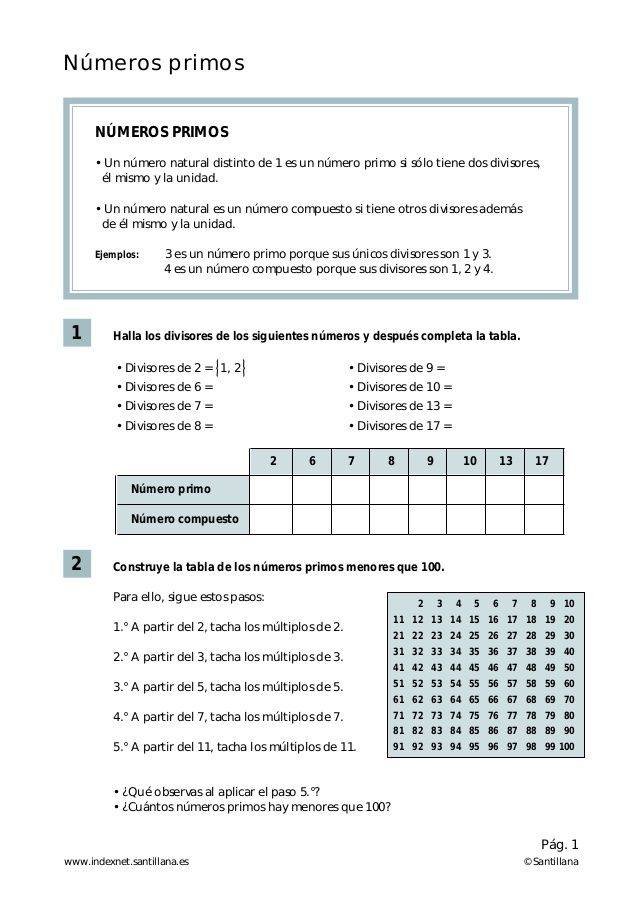 Números primos
NÚMEROS PRIMOS
• Un número natural distinto de 1 es un número primo si sólo tiene dos divisores,
él mismo y la unidad.
• Un número natural es un número compuesto si tiene otros divisores además
de él mismo y la unidad.
Ejemplos: 3 es un número primo porque sus únicos divisores son 1 y 3.
4 es un número compuesto porque sus divisores son 1, 2 y 4.
1 Halla los divisores de los siguientes números y después completa la tabla.
• Divisores de 2 = {1, 2} • Divisores de 9 =
• Divisores de 6 = • Divisores de 10 =
• Divisores de 7 = • Divisores de 13 =
• Divisores de 8 = • Divisores de 17 =
2 6 7 8 9 10 13 17
Número primo
Número compuesto
2 Construye la tabla de los números primos menores que 100.
Para ello, sigue estos pasos:
1.° A partir del 2, tacha los múltiplos de 2.
2.° A partir del 3, tacha los múltiplos de 3.
3.° A partir del 5, tacha los múltiplos de 5.
4.° A partir del 7, tacha los múltiplos de 7.
5.° A partir del 11, tacha los múltiplos de 11.
2 3 4 5 6 7 8 9 10
11 12 13 14 15 16 17 18 19 20
21 22 23 24 25 26 27 28 29 30
31 32 33 34 35 36 37 38 39 40
41 42 43 44 45 46 47 48 49 50
51 52 53 54 55 56 57 58 59 60
61 62 63 64 65 66 67 68 69 70
71 72 73 74 75 76 77 78 79 80
81 82 83 84 85 86 87 88 89 90
91 92 93 94 95 96 97 98 99 100
• ¿Qué observas al aplicar el paso 5.°?
• ¿Cuántos números primos hay menores que 100?
Pág. 1
www.indexnet.santillana.es © Santillana